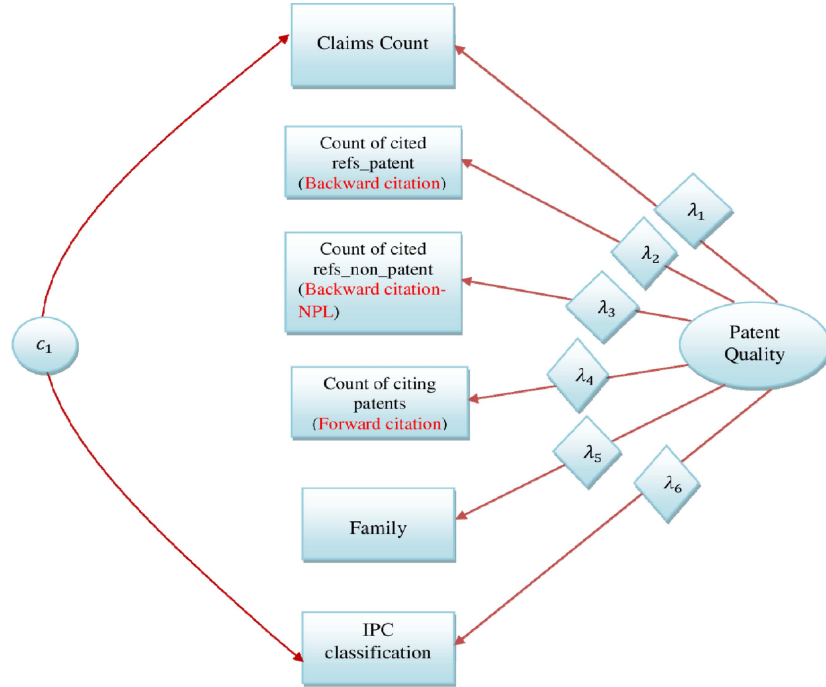 Claims Count
Count of cited
refs_patent
(Backward citation)
Count of cited
refs_non_patent
(Backward citation-
NPL)
Count of citing
patents
(Forward citation)
Family
IPC
classification
c₁
λ₁
λ₂
λ₃
λ₄
λ₅
λ₆
Patent
Quality